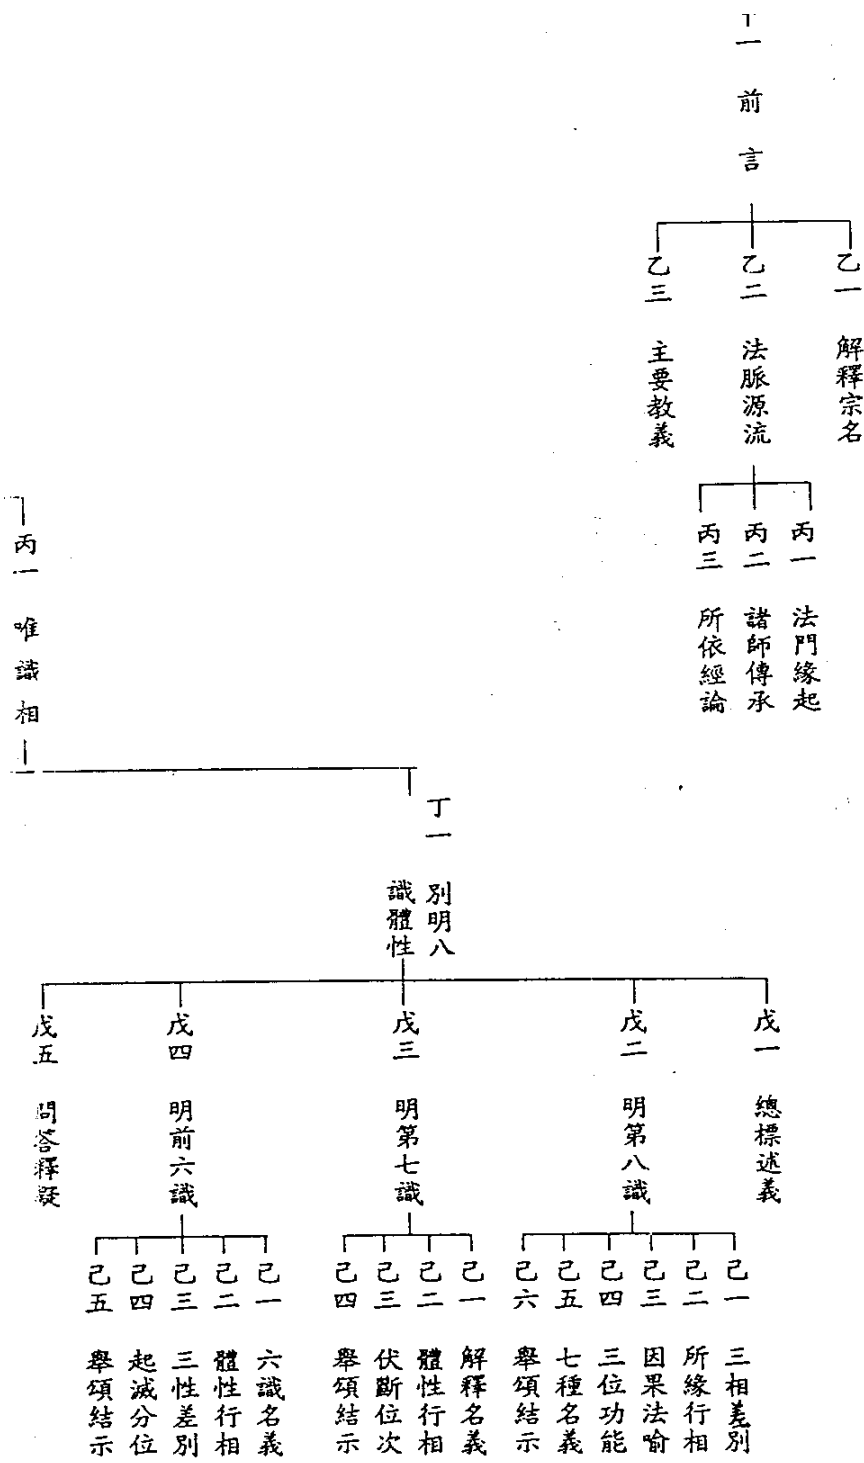 一 前言
乙一 解釋宗名
乙二 法脈源流
乙三 主要教義
丙一 法門緣起
丙二 諸師傳承
丙三 所依經論
丙一 唯識相
丁一 別明八
識體性
戊一 總標述義
戊二 明第八識
戊三 明第七識
戊四 明前六識
戊五 問答釋疑
己一 三相差別
己二 所緣行相
己三 因果法喻
己四 三位功能
己五 七種名義
己六 舉頌結示
己一 解釋名義
己二 體性行相
己三 伏斷位次
己四 舉頌結示
己一 六識名義
己二 體性行相
己三 三性差別
己四 起滅分位
己五 舉頌結示